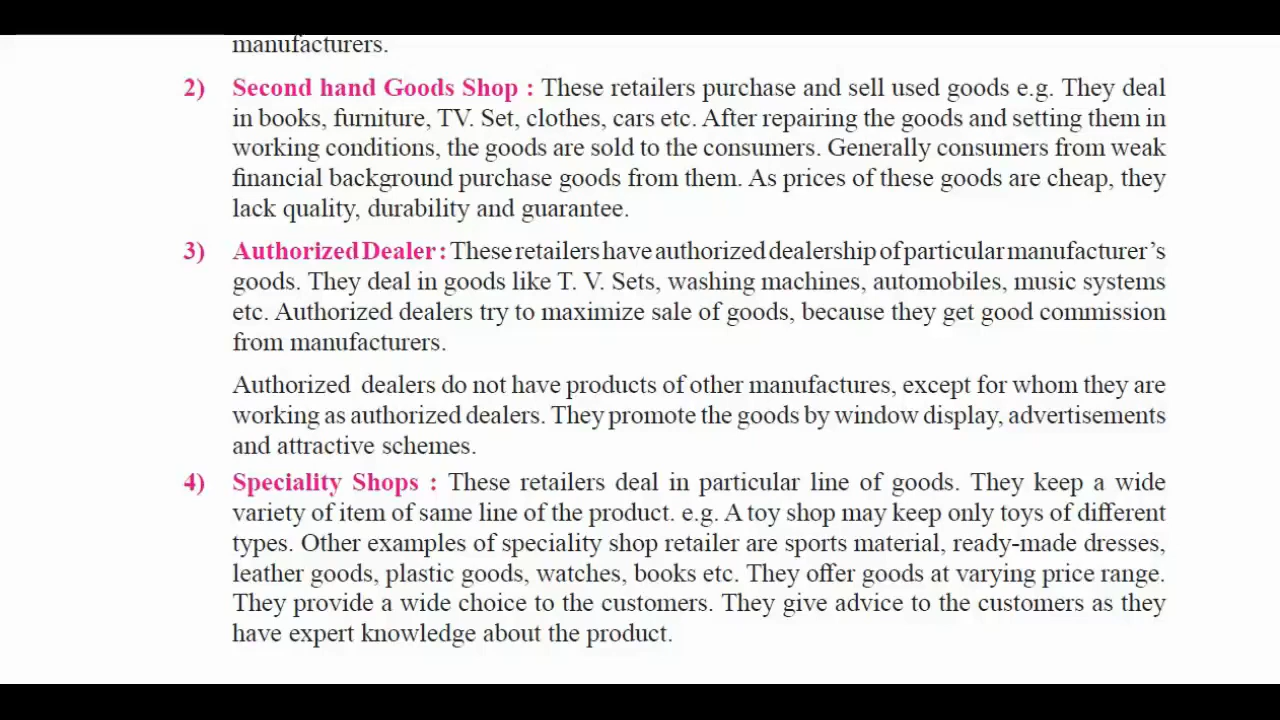 manufacturers.
2) Second hand Goods Shop : These retailers purchase and sell used goods e.g. They deal
in books, furniture, TV. Set, clothes, cars etc. After repairing the goods and setting them in
working conditions, the goods are sold to the consumers. Generally consumers from weak
financial background purchase goods from them. As prices of these goods are cheap, they
lack quality, durability and guarantee.
3) Authorized Dealer : These retailers have authorized dealership of particular manufacturer’s
goods. They deal in goods like T. V. Sets, washing machines, automobiles, music systems
etc. Authorized dealers try to maximize sale of goods, because they get good commission
from manufacturers.
Authorized dealers do not have products of other manufactures, except for whom they are
working as authorized dealers. They promote the goods by window display, advertisements
and attractive schemes.
4) Speciality Shops : These retailers deal in particular line of goods. They keep a wide
variety of item of same line of the product. e.g. A toy shop may keep only toys of different
types. Other examples of speciality shop retailer are sports material, ready-made dresses,
leather goods, plastic goods, watches, books etc. They offer goods at varying price range.
They provide a wide choice to the customers. They give advice to the customers as they
have expert knowledge about the product.